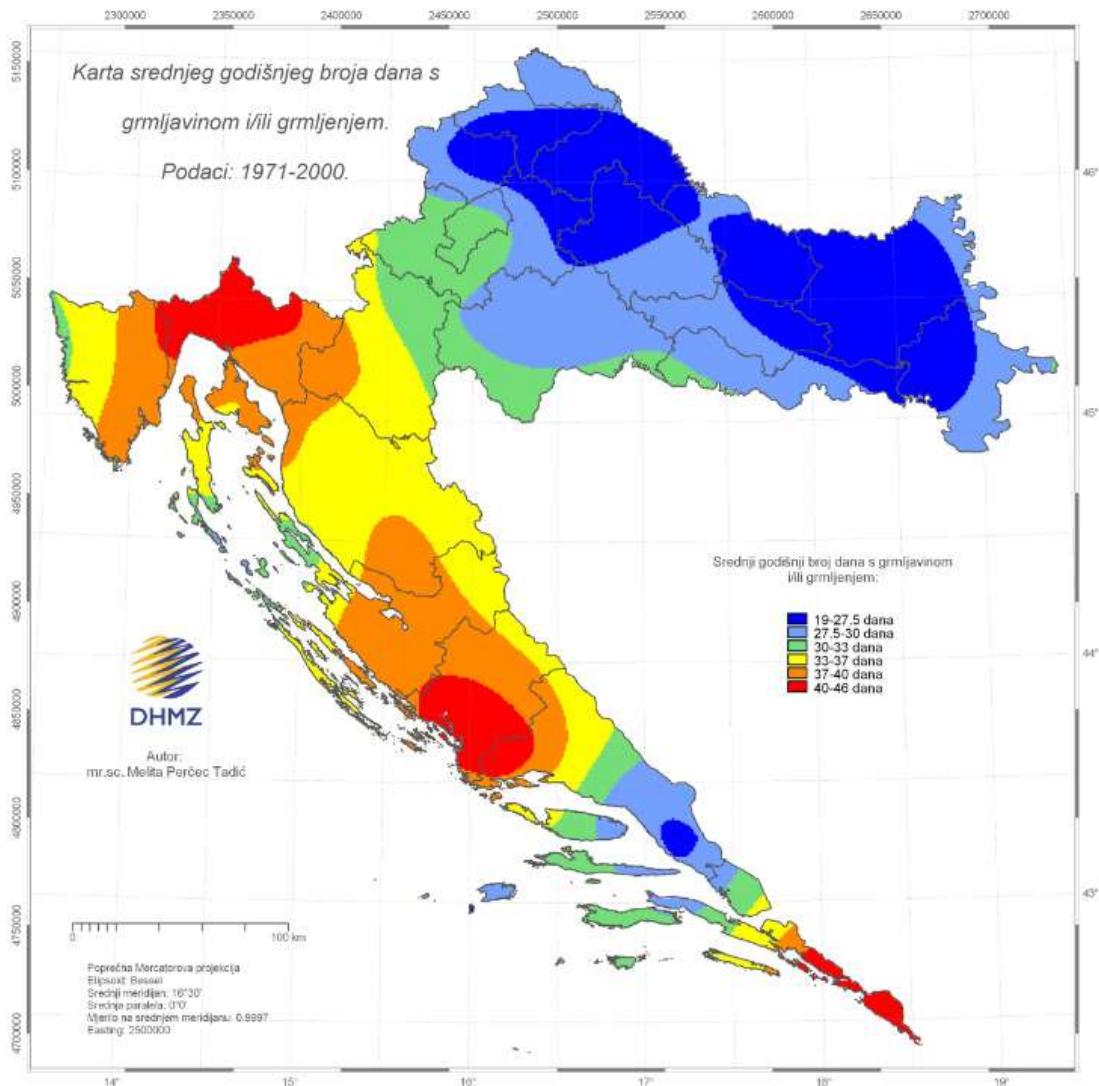 2300000 2350000 2400000 2450000 2500000 2550000 2600000 2650000 2700000
Karta srednjeg godišnjeg broja dana s
grmljavinom i/ili grmljenjem.
Podaci: 1971-2000.
5150000
5100000
5050000
5000000
4950000
4900000
4850000
4800000
4750000
4700000
46°
45°
44°
43°
Srednji godišnji broj dana s grmljavinom
i/ili grmljenjem:
19-27.5 dana
27.5-30 dana
30-33 dana
33-37 dana
37-40 dana
40-46 dana
DHMZ
Autor:
mr.sc. Melita Perčec Tadić
0 100 km
Poprečna Mercatorova projekcija
Elipsoid: Bessel
Srednji meridijan: 16°30'
Srednja paralela: 0°0'
Mjerilo na srednjem meridijanu: 0.9997
Easting: 2500000
14° 15° 16° 17° 18° 19°